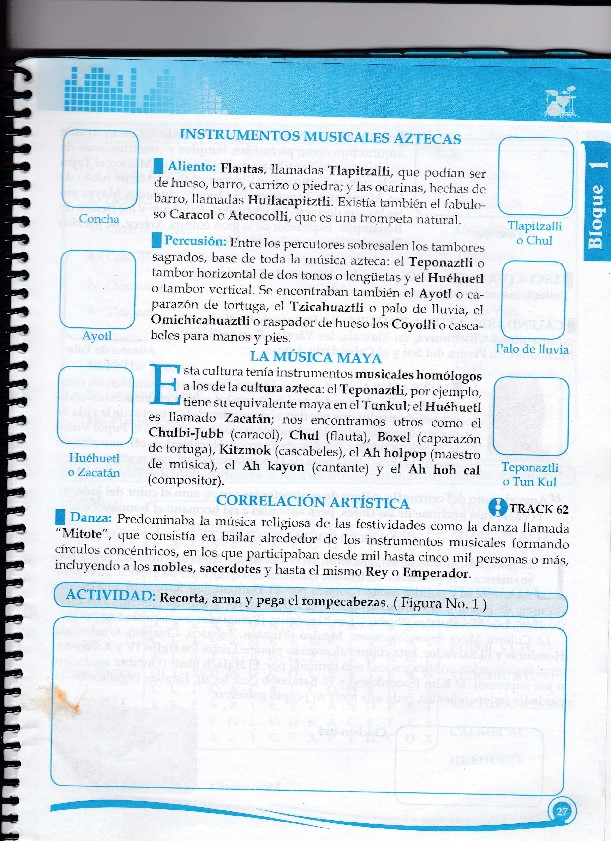 INSTRUMENTOS MUSICALES AZTECAS
Aliento: Flautas, llamadas Tlapitzalli, que podían ser
de hueso, barro, carrizo o piedra; y las ocarinas, hechas de
barro, llamadas Huilacapitztli. Existía también el fabulo-
so Caracol o Atecocolli, que es una trompeta natural.
Concha
Tlapitzalli
o Chul
Bloque 1
Percusión: Entre los percutores sobresalen los tambores
sagrados, base de toda la música azteca: el Teponaztli o
tambor horizontal de dos tonos o lengüetas y el Huéhuetl
o tambor vertical. Se encontraban también el Ayotl o ca-
parazón de tortuga, el Tzicahuaztli o palo de lluvia, el
Omichicahuaztli o raspador de hueso los Coyolli o casca-
beles para manos y pies.
Ayotl
Palo de lluvia
LA MÚSICA MAYA
Esta cultura tenía instrumentos musicales homólogos
a los de la cultura azteca: el Teponaztli, por ejemplo,
tiene su equivalente maya en el Tunkul; el Huéhuetl
es llamado Zacatán; nos encontramos otros como el
Chulbi-Jubb (caracol), Chul (flauta), Boxel (caparazón
de tortuga), Kitzmok (cascabeles), el Ah holpop (maestro
de música), el Ah kayon (cantante) y el Ah hoh cal
(compositor).
Huéhuetl
o Zacatán
Teponaztli
o Tun Kul
CORRELACIÓN ARTÍSTICA
TRACK 62
Danza: Predominaba la música religiosa de las festividades como la danza llamada
"Mitote", que consistía en bailar alrededor de los instrumentos musicales formando
círculos concéntricos, en los que participaban desde mil hasta cinco mil personas o más,
incluyendo a los nobles, sacerdotes y hasta el mismo Rey o Emperador.
ACTIVIDAD: Recorta, arma y pega el rompecabezas. ( Figura No. 1 )
27